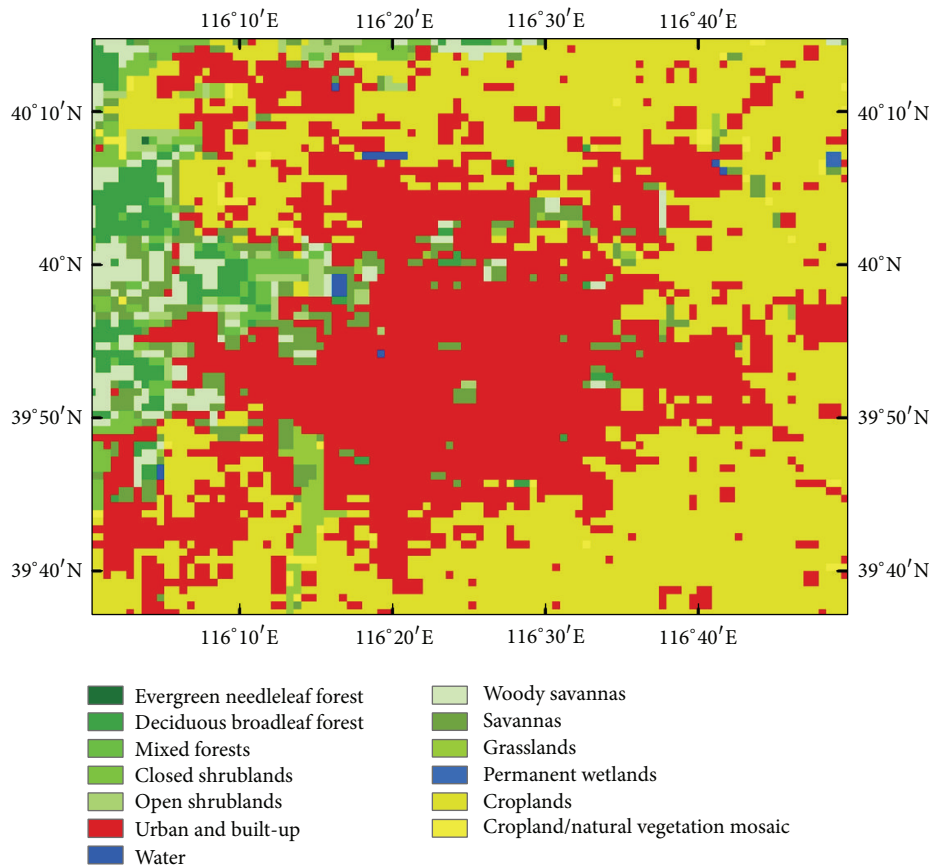 116°10′E 116°20′E 116°30′E 116°40′E
40°10′N 40°10′N
40°N 40°N
39°50′N 39°50′N
39°40′N 39°40′N
116°10′E 116°20′E 116°30′E 116°40′E
Evergreen needleleaf forest
Deciduous broadleaf forest
Mixed forests
Closed shrublands
Open shrublands
Urban and built-up
Water
Woody savannas
Savannas
Grasslands
Permanent wetlands
Croplands
Cropland/natural vegetation mosaic